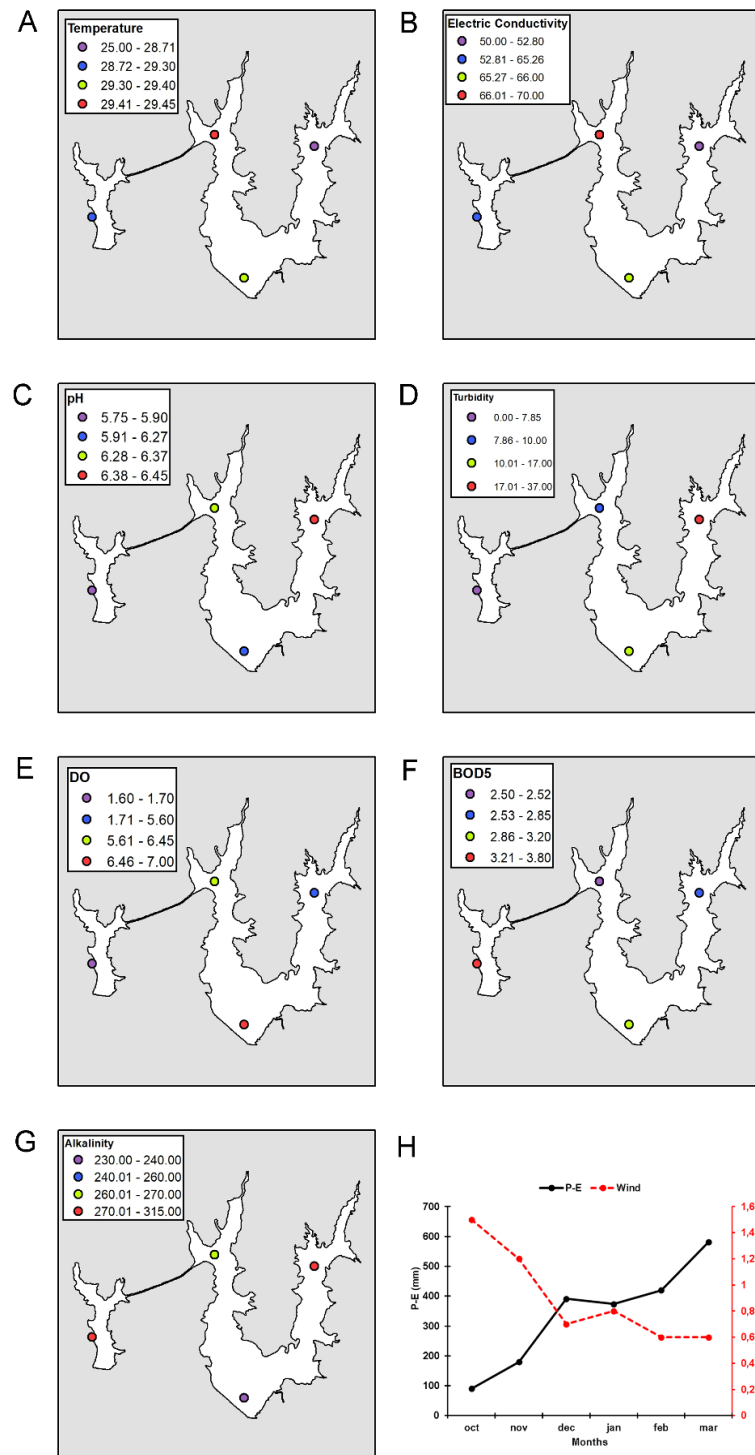 A
Temperature
25.00 - 28.71
28.72 - 29.30
29.30 - 29.40
29.41 - 29.45
B
Electric Conductivity
50.00 - 52.80
52.81 - 65.26
65.27 - 66.00
66.01 - 70.00
C
pH
5.75 - 5.90
5.91 - 6.27
6.28 - 6.37
6.38 - 6.45
D
Turbidity
0.00 - 7.85
7.86 - 10.00
10.01 - 17.00
17.01 - 37.00
E
DO
1.60 - 1.70
1.71 - 5.60
5.61 - 6.45
6.46 - 7.00
F
BOD5
2.50 - 2.52
2.53 - 2.85
2.86 - 3.20
3.21 - 3.80
G
Alkalinity
230.00 - 240.00
240.01 - 260.00
260.01 - 270.00
270.01 - 315.00
H
P-E Wind
700 1,6
600 1,4
500 1,2
400 1
300 0,8
200 0,6
100 0,4
0 0,2
0
P-E (mm)
oct nov dec jan feb mar
Months